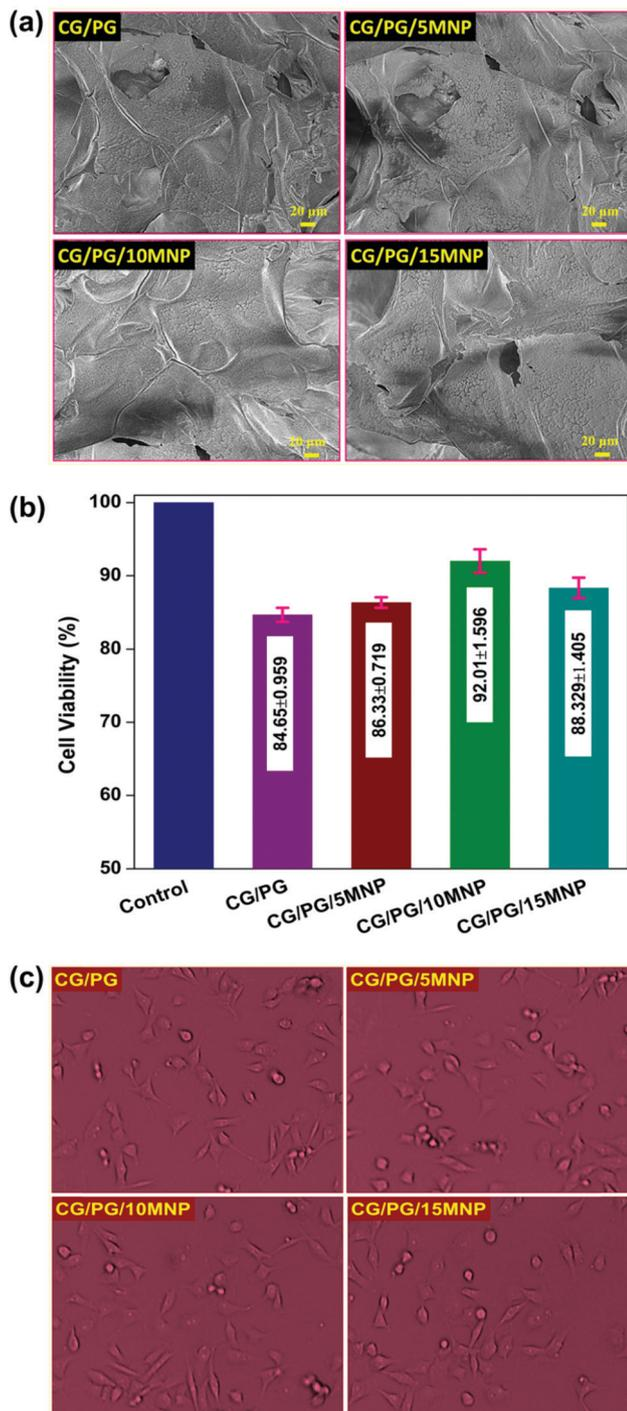 (a)
CG/PG
CG/PG/5MNP
20 µm
20 µm
CG/PG/10MNP
CG/PG/15MNP
20 µm
20 µm
(b)
100
90
80
70
60
50
Cell Viability (%)
84.65±0.959
86.33±0.719
92.01±1.596
88.329±1.405
Control
CG/PG
CG/PG/5MNP
CG/PG/10MNP
CG/PG/15MNP
(c)
CG/PG
CG/PG/5MNP
CG/PG/10MNP
CG/PG/15MNP